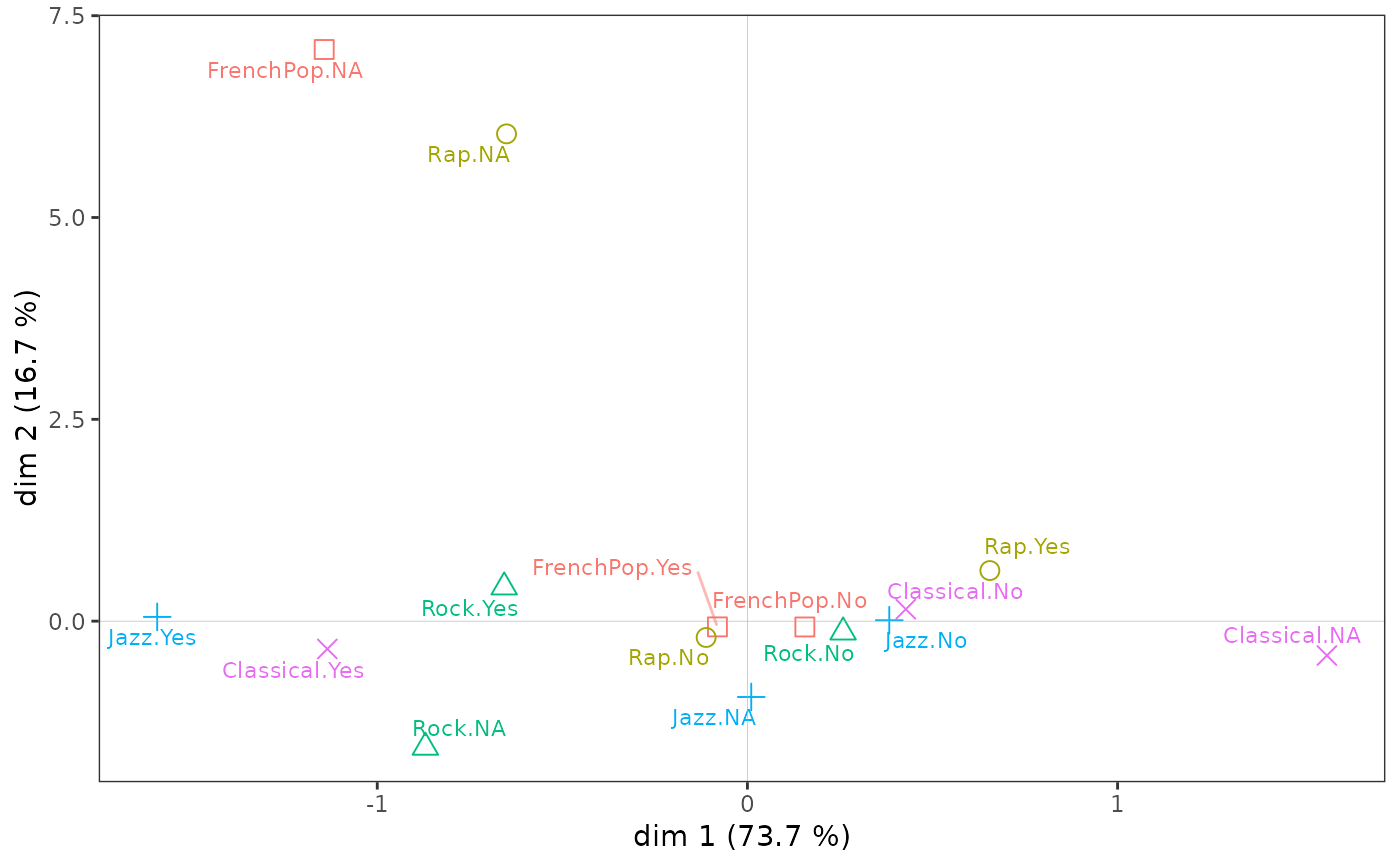 7.5
FrenchPop.NA
Rap.NA
5.0
2.5
dim 2 (16.7 %)
Rap.Yes
FrenchPop.Yes
Classical.No
FrenchPop.No
Rock.Yes
0.0
Jazz.Yes
Classical.NA
Jazz.No
Rock.No
Rap.No
Classical.Yes
Jazz.NA
Rock.NA
-1
0
1
dim 1 (73.7 %)